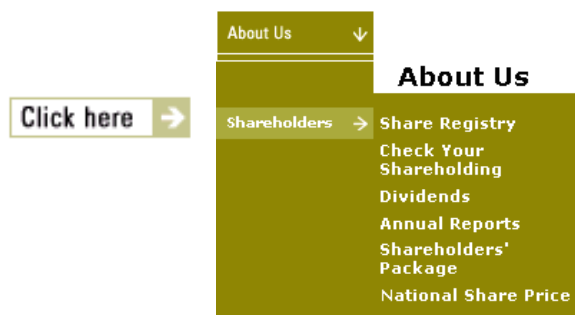 About Us
About Us
Click here
Shareholders
Share Registry
Check Your
Shareholding
Dividends
Annual Reports
Shareholders'
Package
National Share Price